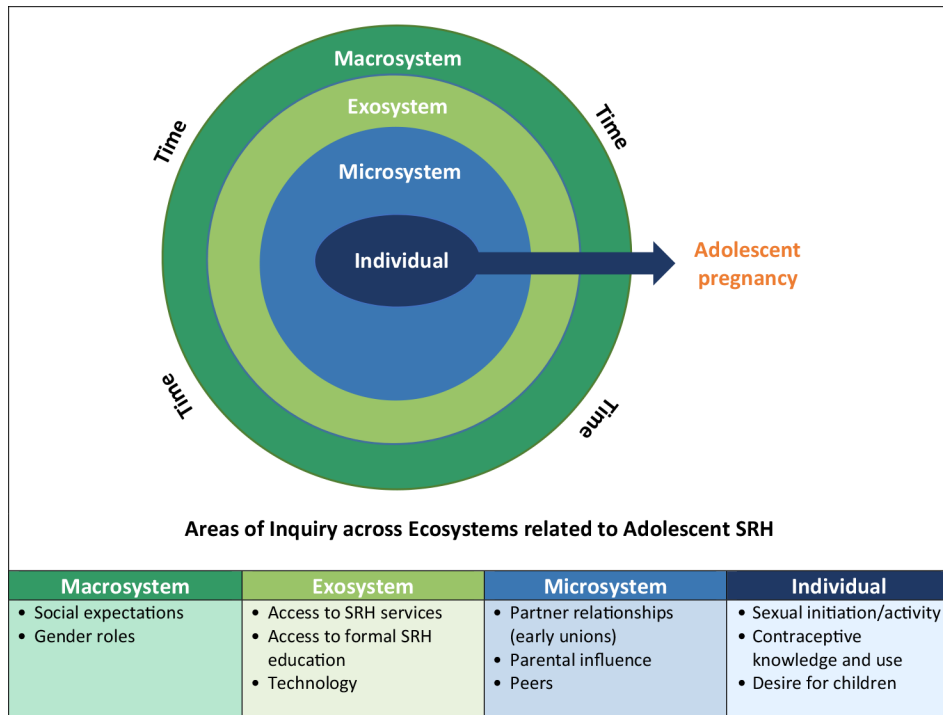 Macrosystem
Exosystem
Time
Time
Microsystem
Individual
Adolescent
pregnancy
Time
Time
Areas of Inquiry across Ecosystems related to Adolescent SRH
Macrosystem
• Social expectations
• Gender roles
Exosystem
• Access to SRH services
• Access to formal SRH
education
• Technology
Microsystem
• Partner relationships
(early unions)
• Parental influence
• Peers
Individual
• Sexual initiation/activity
• Contraceptive
knowledge and use
• Desire for children